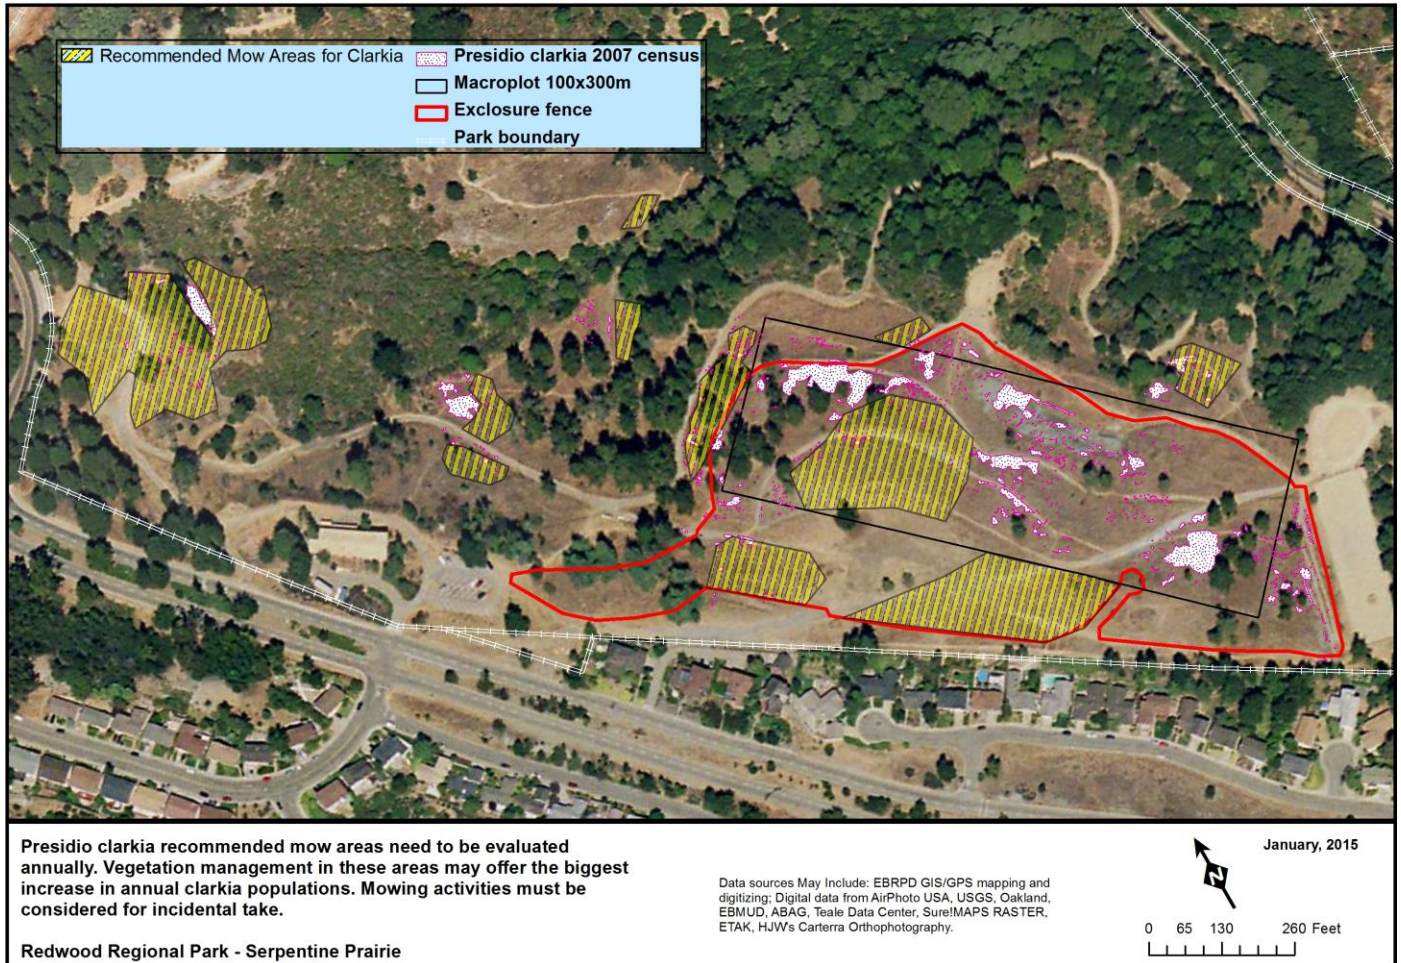 Recommended Mow Areas for Clarkia
Presidio clarkia 2007 census
Macroplot 100x300m
Exclosure fence
Park boundary
Presidio clarkia recommended mow areas need to be evaluated
annually. Vegetation management in these areas may offer the biggest
increase in annual clarkia populations. Mowing activities must be
considered for incidental take.
Redwood Regional Park - Serpentine Prairie
Data sources May Include: EBRPD GIS/GPS mapping and
digitizing; Digital data from AirPhoto USA, USGS, Oakland,
EBMUD, ABAG, Teale Data Center, Sure!MAPS RASTER,
ETAK, HJW's Carterra Orthophotography.
January, 2015
N
0 65 130 260 Feet